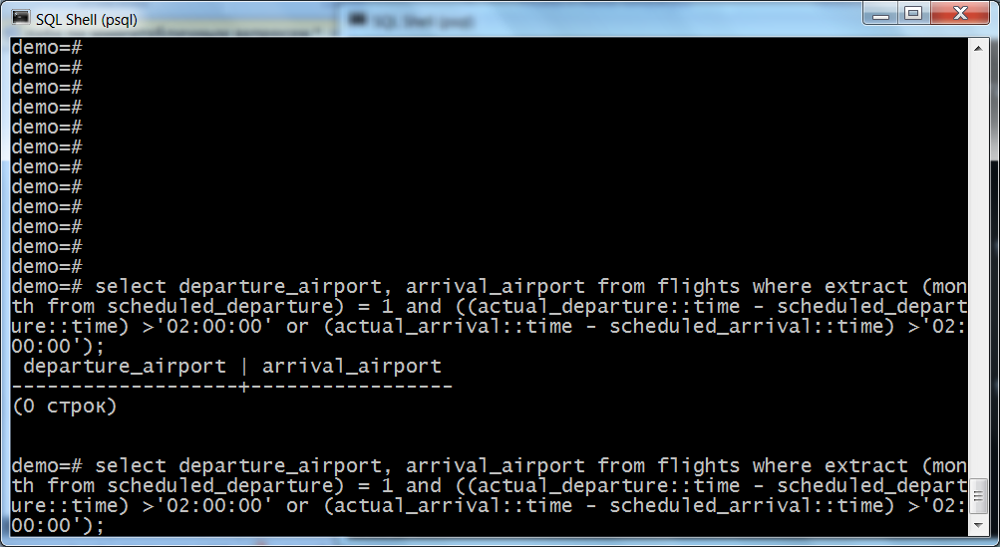 SQL Shell (psql)
SQL Shell (psql)
demo=#
demo=#
demo=#
demo=#
demo=#
demo=#
demo=#
demo=#
demo=#
demo=#
demo=#
demo=#
demo=# select departure_airport, arrival_airport from flights where extract (mon
th from scheduled_departure) = 1 and ((actual_departure::time - scheduled_depart
ure::time) >'02:00:00' or (actual_arrival::time - scheduled_arrival::time) >'02:
00:00');
departure_airport | arrival_airport
-------------------+-----------------
(0 строк)
demo=# select departure_airport, arrival_airport from flights where extract (mon
th from scheduled_departure) = 1 and ((actual_departure::time - scheduled_depart
ure::time) >'02:00:00  or (actual_arrival::time - scheduled_arrival::time) >'02:
00:00');